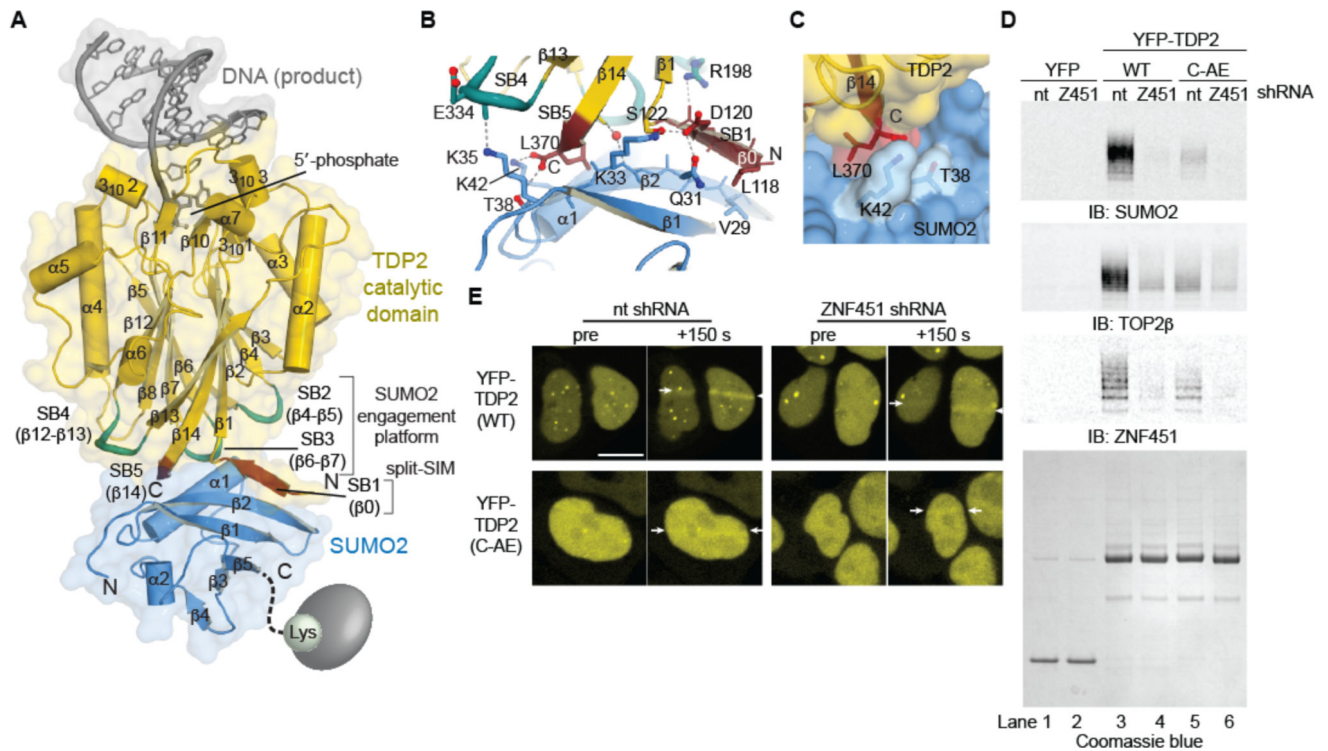 A
DNA (product)
5′-phosphate
3₁₀ 2
3₁₀ 3
α7
β11
β10
3₁₀1
α3
α5
β5
α4
α2
TDP2
catalytic
domain
β12
β3
α6
β6
β4
β2
β7
β8
β13
β1
β14
SB4
(β12-β13)
SB2
(β4-β5)
SB3
(β6-β7)
SUMO2
engagement
platform
split-SIM
SB5
(β14)
C
N
SB1
(β0)
α1
β2
β1
SUMO2
N
α2
β5
C
β3
β4
Lys
B
β13
β14
β1
SB4
R198
E334
SB5
S122
D120
SB1
L370
β0
N
K35
C
K42
K33
β2
L118
T38
Q31
α1
β1
V29
C
β14
TDP2
C
L370
T38
K42
SUMO2
D
YFP-TDP2
YFP
WT
C-AE
nt Z451 nt Z451 nt Z451
shRNA
IB: SUMO2
IB: TOP2β
IB: ZNF451
Lane 1 2 3 4 5 6
Coomassie blue
E
nt shRNA
ZNF451 shRNA
pre +150 s pre +150 s
YFP-
TDP2
(WT)
YFP-
TDP2
(C-AE)